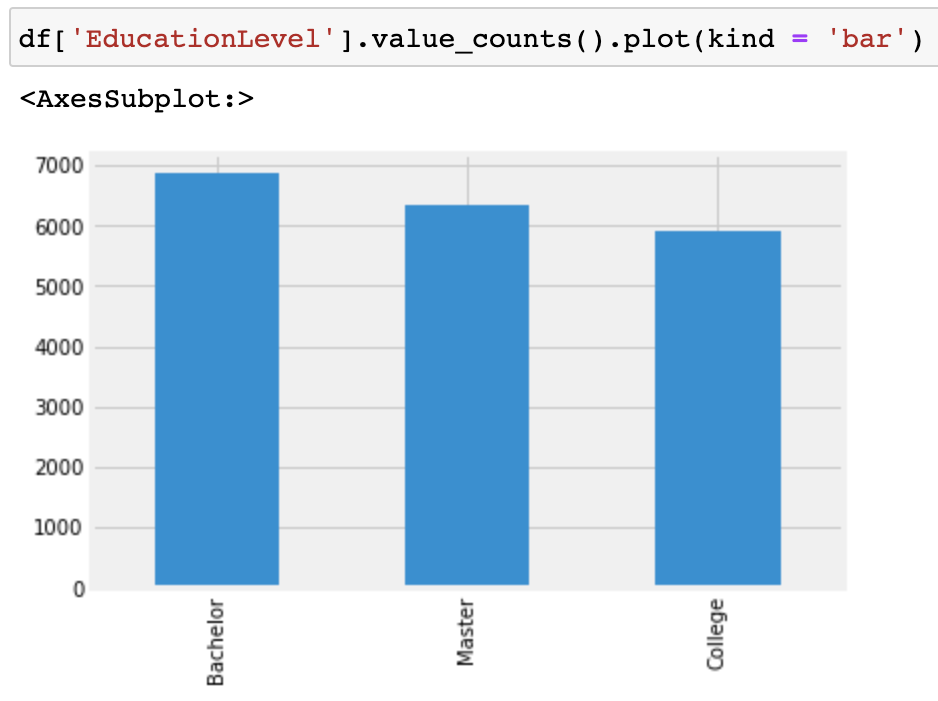 df['EducationLevel'].value_counts().plot(kind = 'bar')
<AxesSubplot:>
7000
6000
5000
4000
3000
2000
1000
0
Bachelor
Master
College